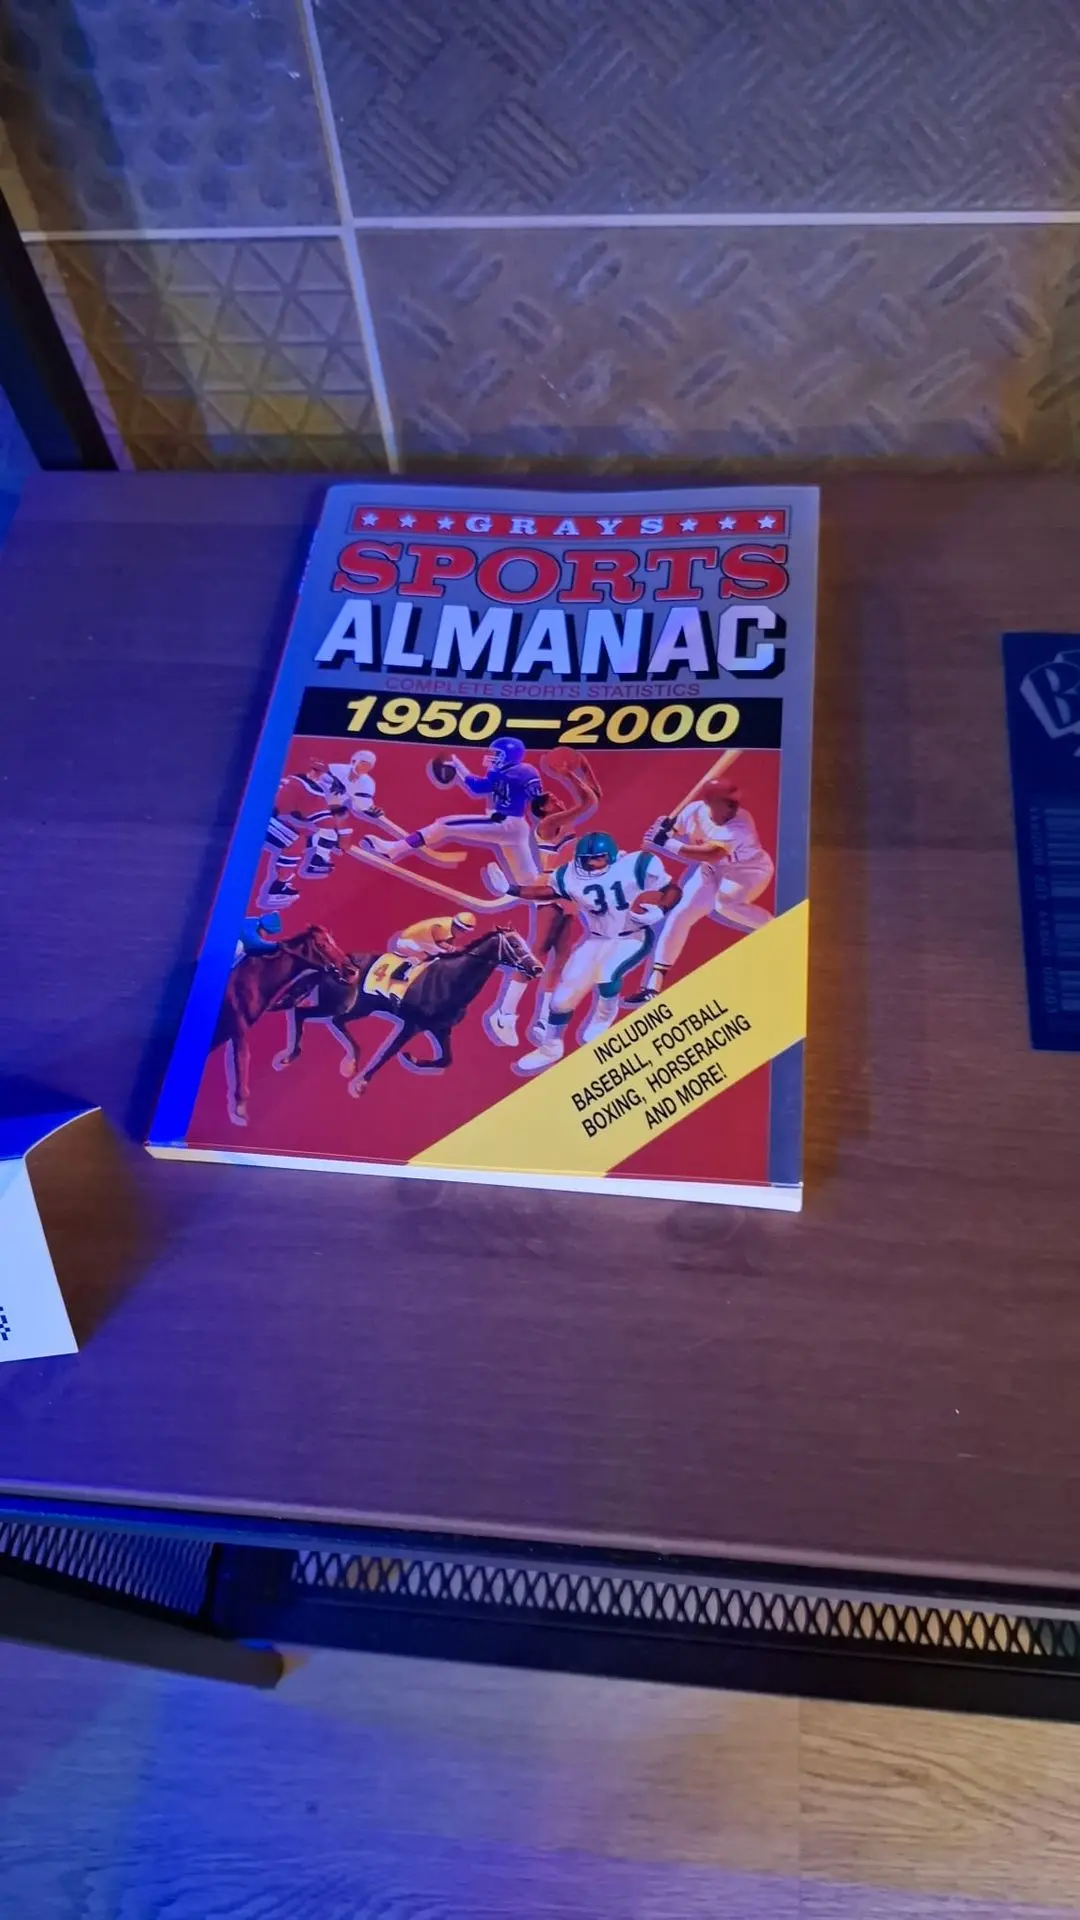 GRAYS
SPORTS
ALMANAC
COMPLETE SPORTS STATISTICS
1950—2000
31
4
INCLUDING
BASEBALL, FOOTBALL
BOXING, HORSERACING
AND MORE!